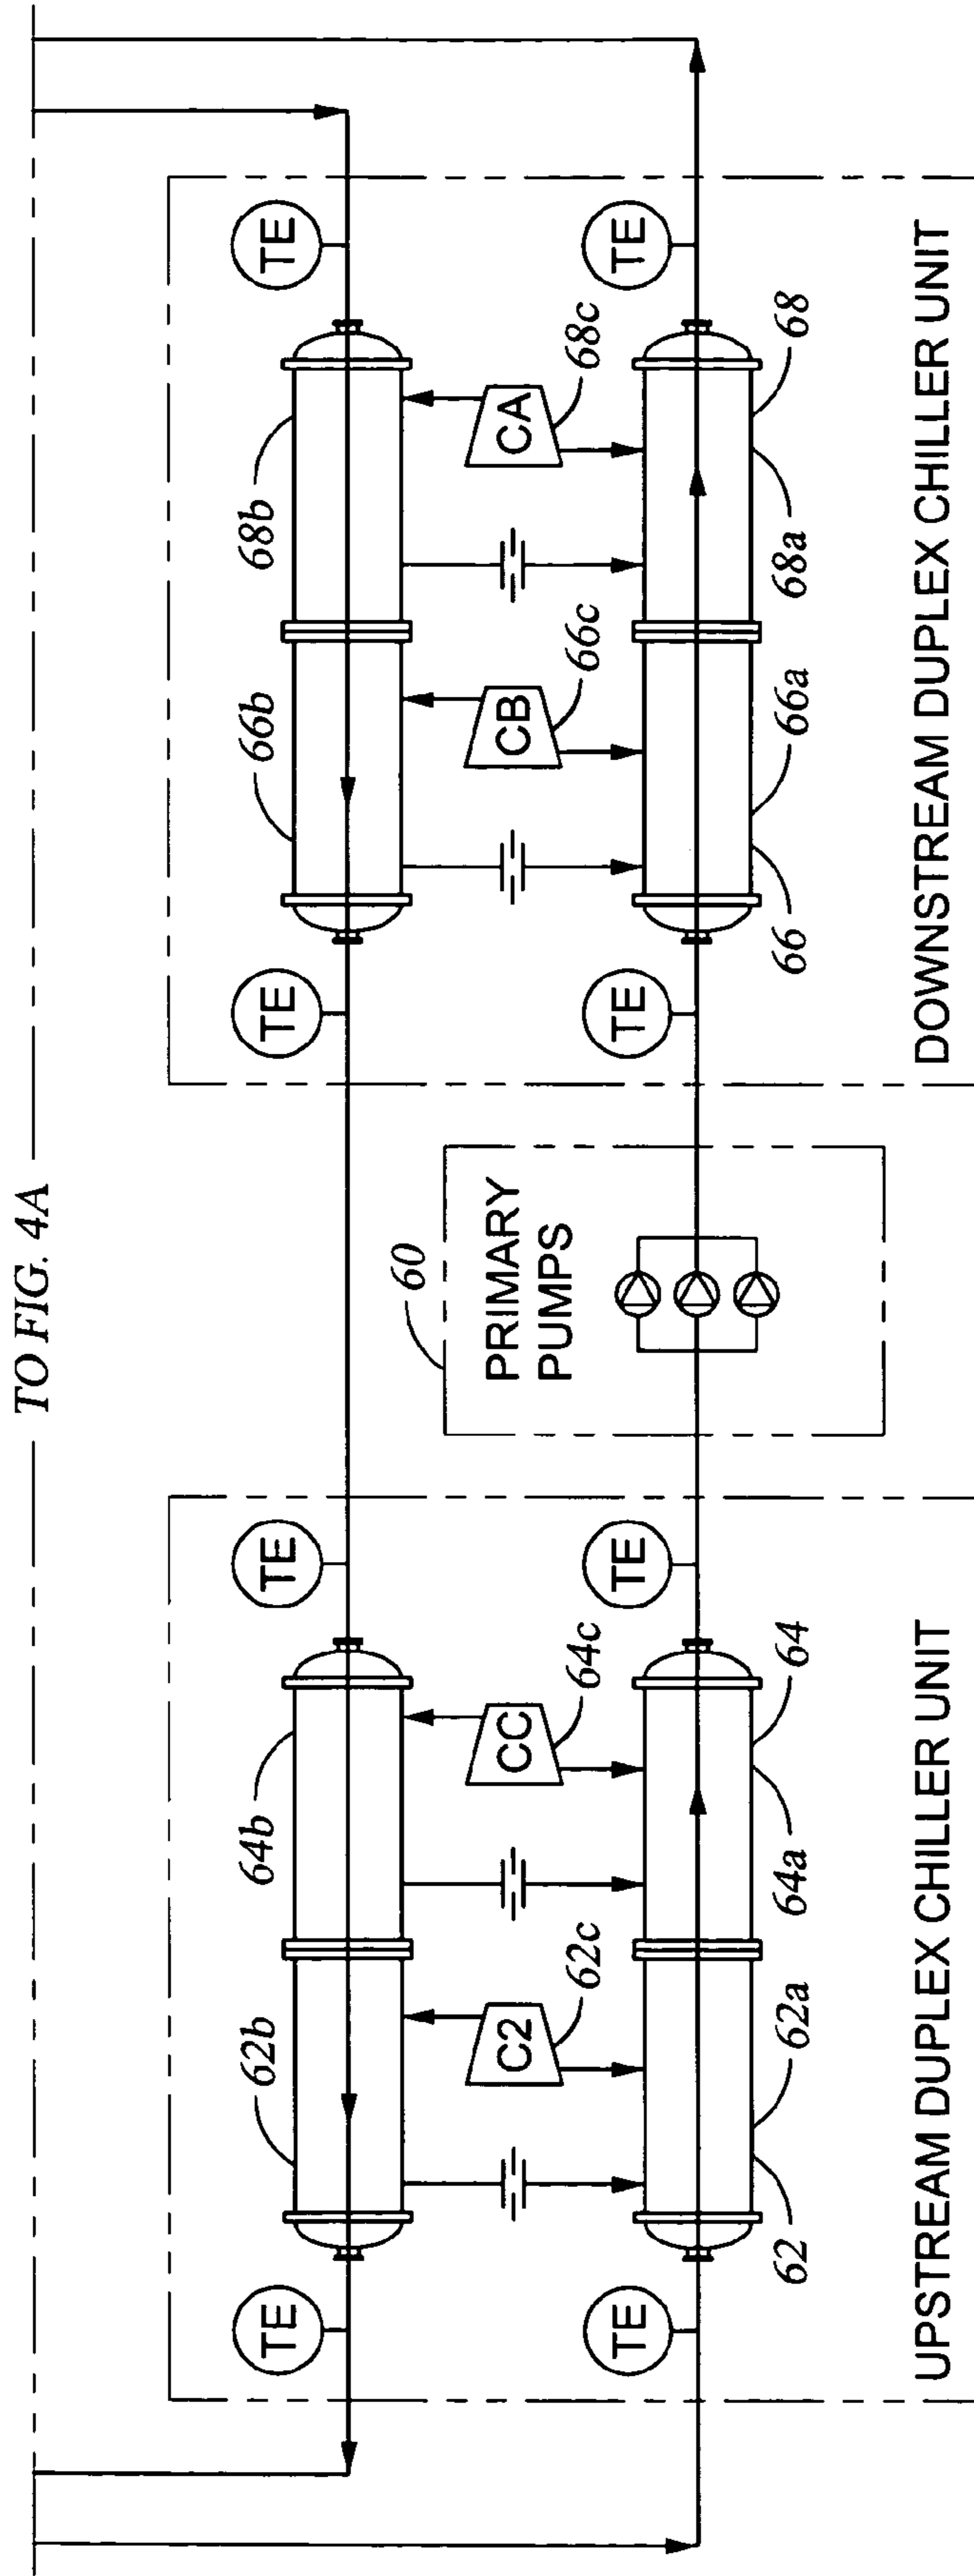 TO FIG. 4A
TE
TE
TE
TE
62b
64b
66b
68b
60
PRIMARY
PUMPS
C2
62c
CC
64c
CB
66c
CA
68c
TE
TE
TE
TE
62
62a
64a
64
66
66a
68a
68
UPSTREAM DUPLEX CHILLER UNIT
DOWNSTREAM DUPLEX CHILLER UNIT